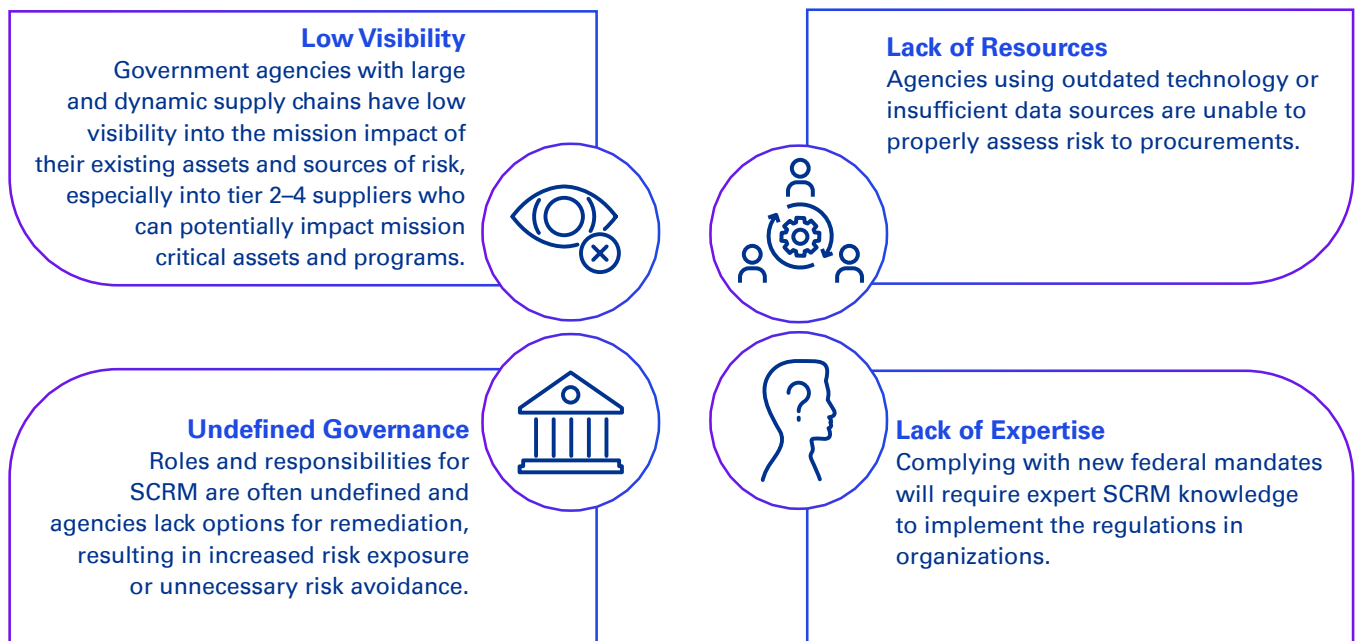 Low Visibility
Government agencies with large
and dynamic supply chains have low
visibility into the mission impact of
their existing assets and sources of risk,
especially into tier 2–4 suppliers who
can potentially impact mission
critical assets and programs.
Lack of Resources
Agencies using outdated technology or
insufficient data sources are unable to
properly assess risk to procurements.
Undefined Governance
Roles and responsibilities for
SCRM are often undefined and
agencies lack options for remediation,
resulting in increased risk exposure
or unnecessary risk avoidance.
Lack of Expertise
Complying with new federal mandates
will require expert SCRM knowledge
to implement the regulations in
organizations.